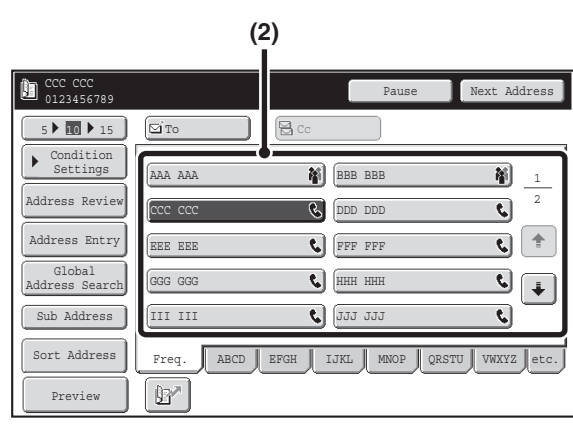 (2)
CCC CCC
0123456789
Pause
Next Address
5 10 15
To
Cc
Condition
Settings
Address Review
Address Entry
Global
Address Search
Sub Address
Sort Address
Preview
AAA AAA
BBB BBB
CCC CCC
DDD DDD
EEE EEE
FFF FFF
GGG GGG
HHH HHH
III III
JJJ JJJ
1
2
Freq.
ABCD
EFGH
IJKL
MNOP
QRSTU
VWXYZ
etc.